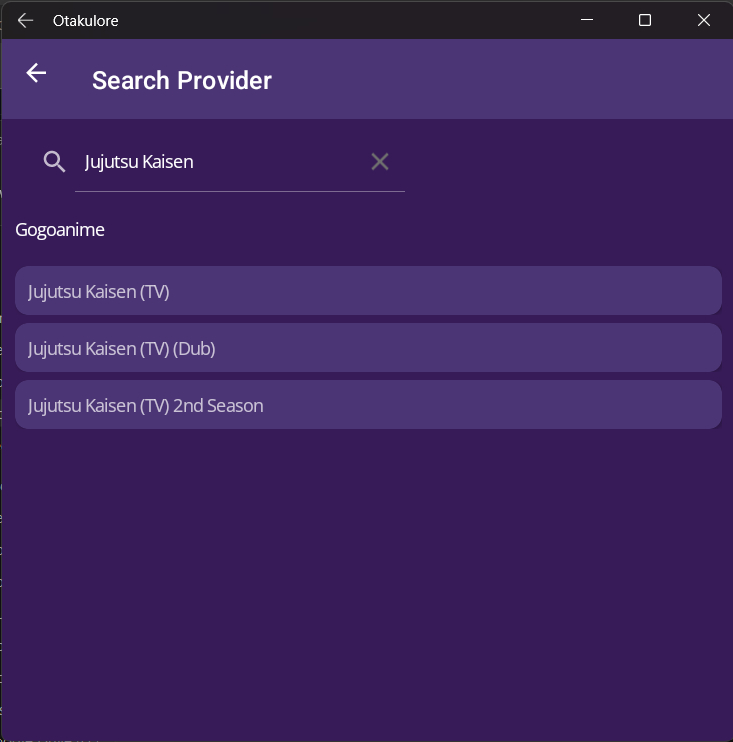 Otakulore
Search Provider
Jujutsu Kaisen
Gogoanime
Jujutsu Kaisen (TV)
Jujutsu Kaisen (TV) (Dub)
Jujutsu Kaisen (TV) 2nd Season